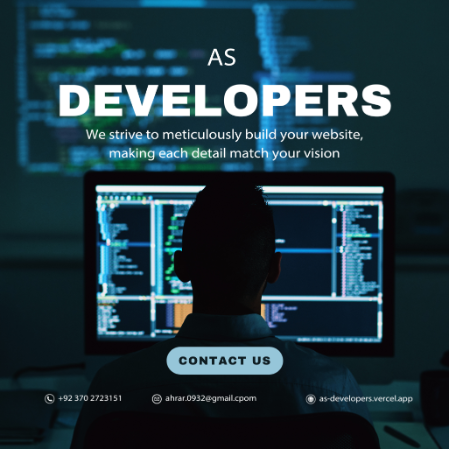 AS
DEVELOPERS
We strive to meticulously build your website,
making each detail match your vision
CONTACT US
+92 370 2723151
ahrar.0932@gmail.cpom
as-developers.vercel.app